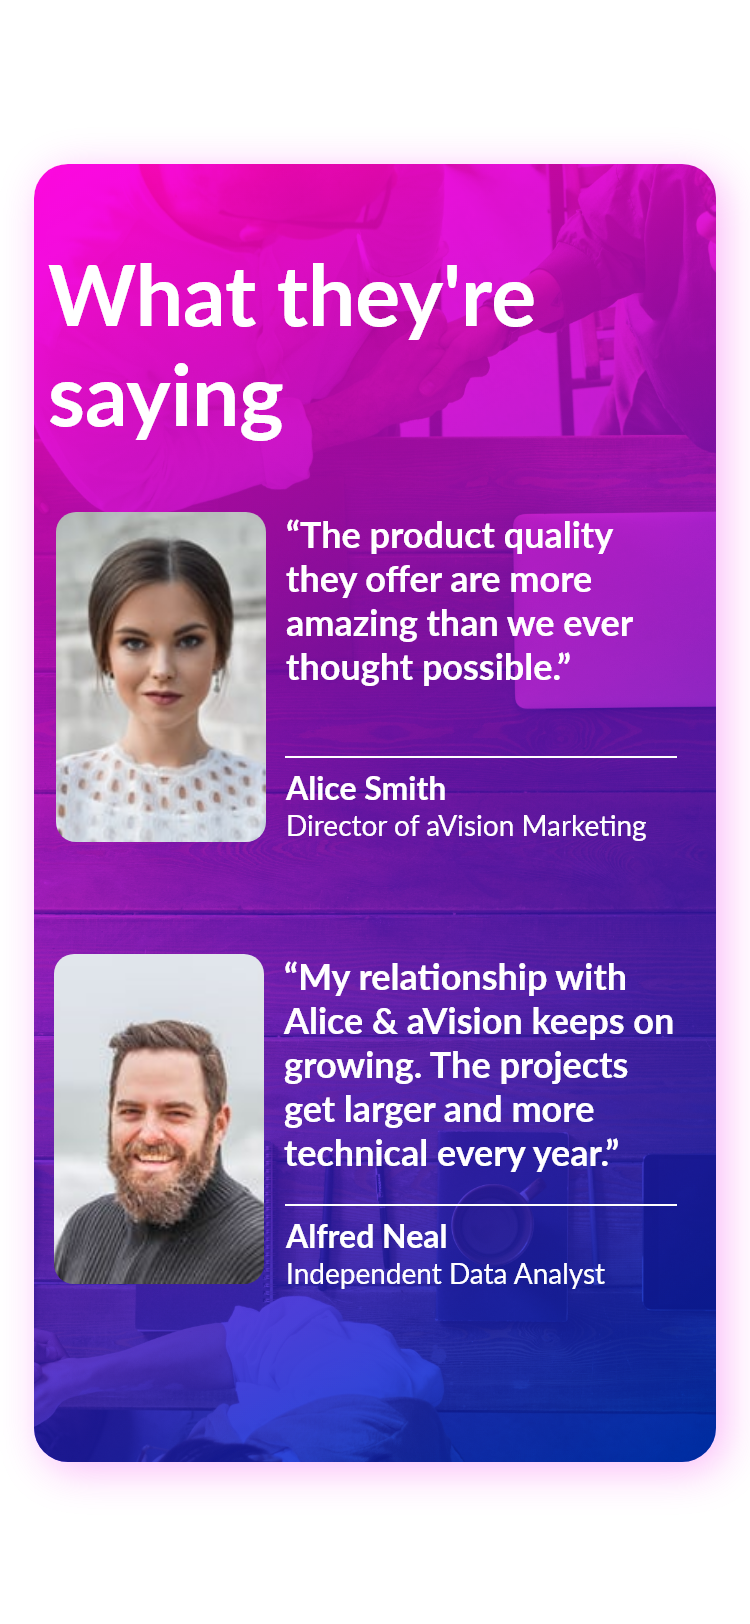 What they're
saying
“The product quality
they offer are more
amazing than we ever
thought possible.”
Alice Smith
Director of aVision Marketing
“My relationship with
Alice & aVision keeps on
growing. The projects
get larger and more
technical every year.”
Alfred Neal
Independent Data Analyst